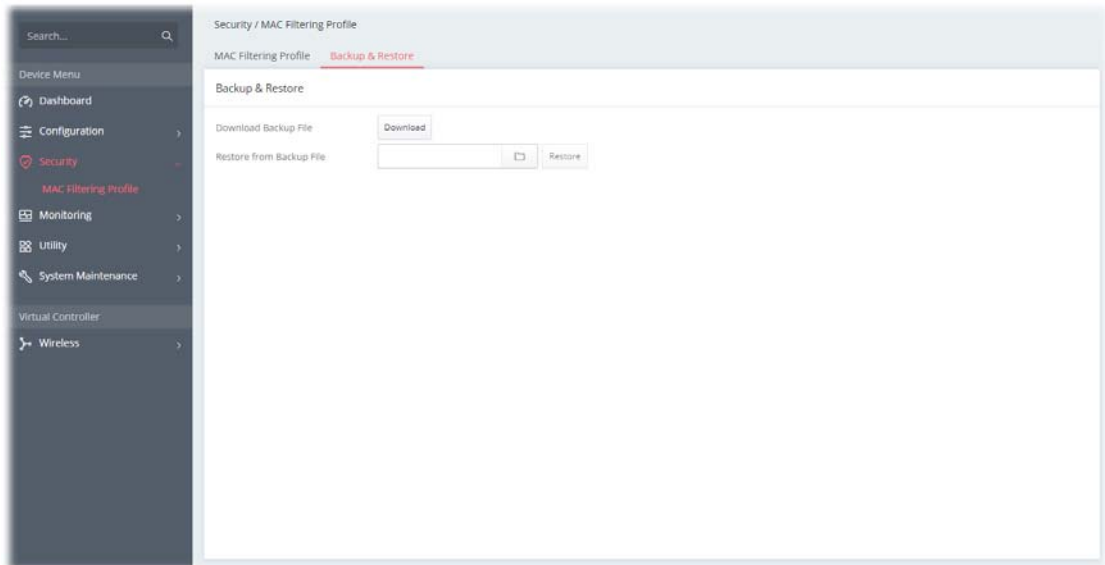 Search...
Device Menu
Dashboard
Configuration
Security
MAC Filtering Profile
Monitoring
Utility
System Maintenance
Virtual Controller
Wireless
Security / MAC Filtering Profile
MAC Filtering Profile Backup & Restore
Backup & Restore
Download Backup File Download
Restore from Backup File Restore